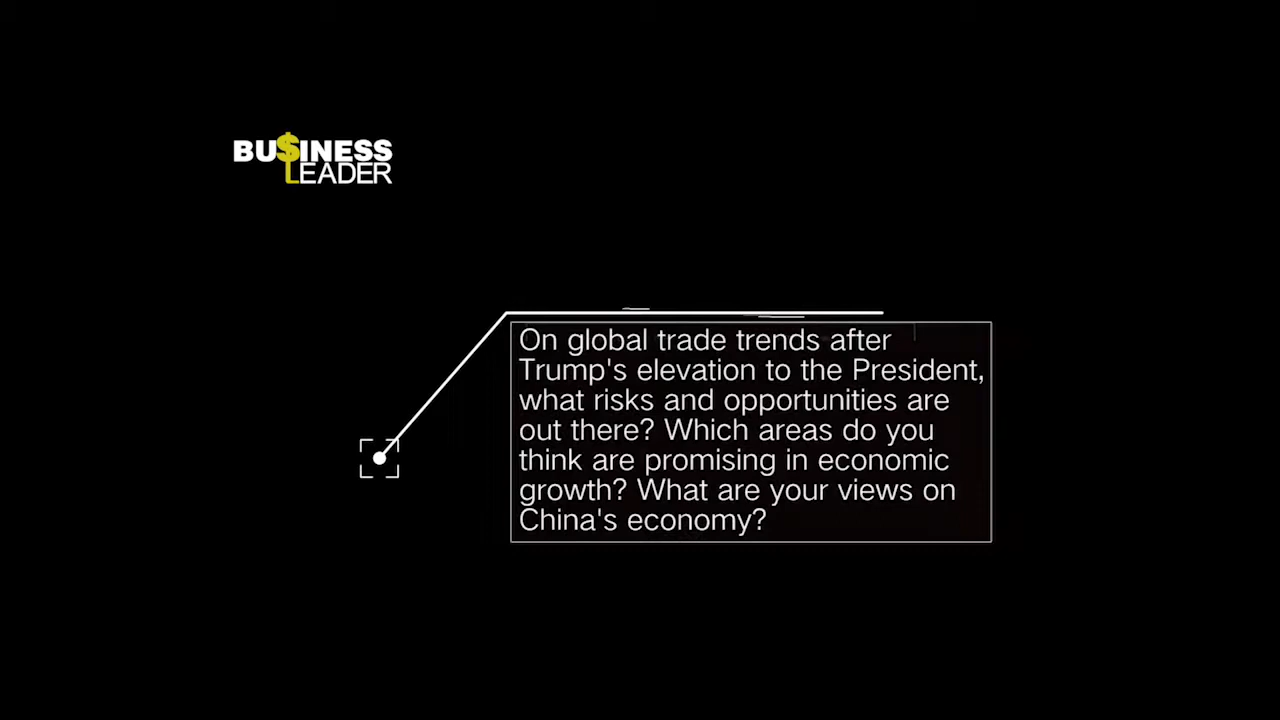 BU$INESS
LEADER
On global trade trends after
Trump's elevation to the President,
what risks and opportunities are
out there? Which areas do you
think are promising in economic
growth? What are your views on
China's economy?